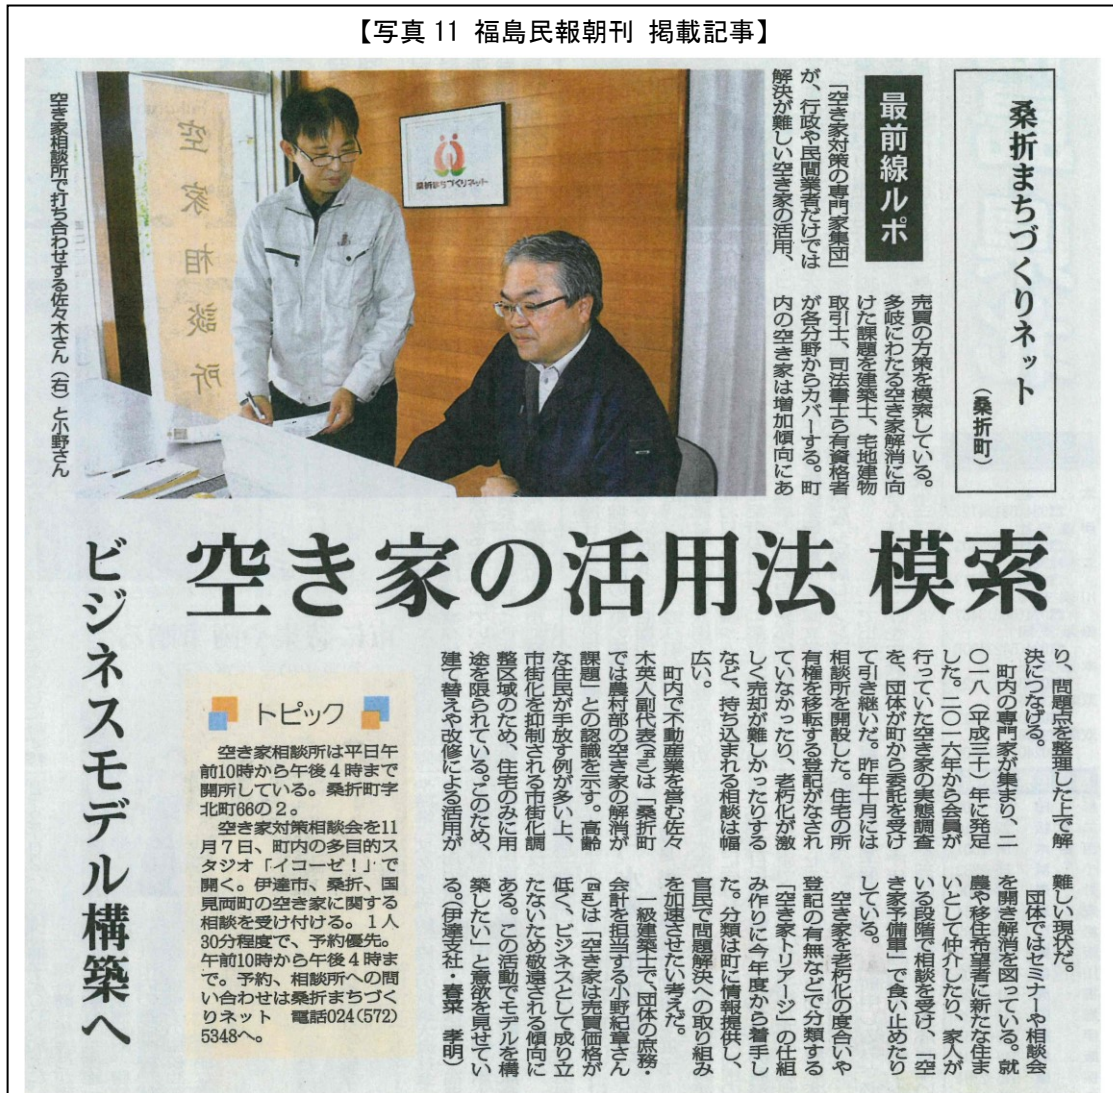 【写真 11 福島民報朝刊 掲載記事】
桑折まちづくりネット
(桑折町)
最前線ルポ
「空き家対策の専門家集団」
が、行政や民間業者だけでは
解決が難しい空き家の活用、
売買の方策を模索している。
多岐にわたる空き家解消に向
けた課題を建築士、宅地建物
取引士、司法書士ら有資格者
が各分野からカバーする。町
内の空き家は増加傾向にあ
空家相談所
桑折まちづくりネット
空き家相談所で打ち合わせする佐々木さん(右)と小野さん
空き家の活用法 模索
ビジネスモデル構築へ
り、問題点を整理した上で解
決につなげる。
町内の専門家が集まり、二
〇一八(平成三十)年に発足
した。二〇一六年から会員が
行っていた空き家の実態調査
を、団体が町から委託を受け
て引き継いだ。昨年十月には
相談所を開設した。住宅の所
有権を移転する登記がなされ
ていなかったり、老朽化が激
しく売却が難しかったりする
など、持ち込まれる相談は幅
広い。
町内で不動産業を営む佐々
木英人副代表は「桑折町
では農村部の空き家の解消が
課題」との認識を示す。高齢
な住民が手放す例が多い上、
市街化を抑制される市街化調
整区域のため、住宅のみに用
途を限られている。このため、
建て替えや改修による活用が
難しい現状だ。
団体ではセミナーや相談会
を開き解消を図っている。就
農や移住希望者に新たな住ま
いとして仲介したり、家人が
いる段階で相談を受け、「空
き家予備軍」で食い止めたり
している。
空き家を老朽化の度合いや
登記の有無などで分類する
「空き家トリアージ」の仕組
み作りに今年度から着手し
た。分類は町に情報提供し、
官民で問題解決への取り組み
を加速させたい考えだ。
一級建築士で、団体の庶務・
会計を担当する小野紀章さん
は「空き家は売買価格が
低く、ビジネスとして成り立
たないため敬遠される傾向に
ある。この活動でモデルを構
築したい」と意欲を見せてい
る。(伊達支社・春菜 孝明)
トピック
空き家相談所は平日午
前10時から午後4時まで
開所している。桑折町字
北町66の2。
空き家対策相談会を11
月7日、町内の多目的ス
タジオ「イコーゼ!」で
開く。伊達市、桑折、国
見両町の空き家に関する
相談を受け付ける。1人
30分程度で、予約優先。
午前10時から午後4時ま
で。予約、相談所への問
い合わせは桑折まちづく
りネット 電話024(572)
5348へ。